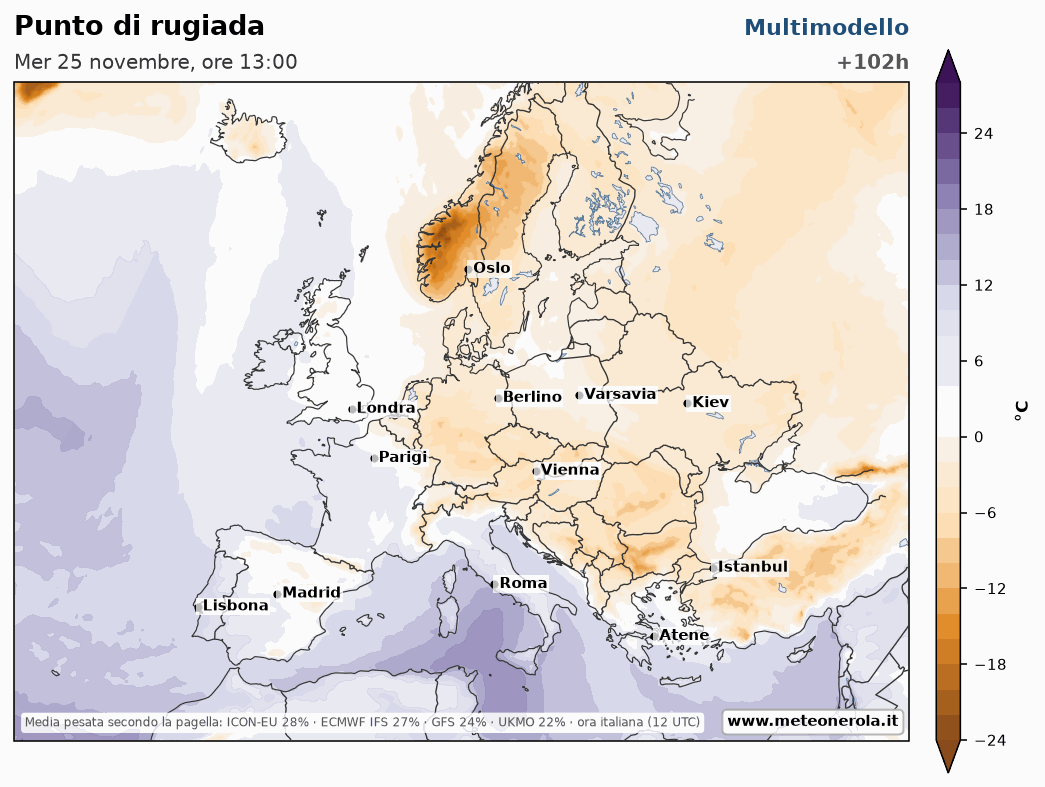 Punto di rugiada
Multimodello
Mer 25 novembre, ore 13:00
+102h
Oslo
Berlino
Varsavia
Kiev
Londra
Parigi
Vienna
Istanbul
Roma
Madrid
Lisbona
Atene
Media pesata secondo la pagella: ICON-EU 28% · ECMWF IFS 27% · GFS 24% · UKMO 22% · ora italiana (12 UTC)
www.meteonerola.it
24
18
12
6
0
−6
−12
−18
−24
°C